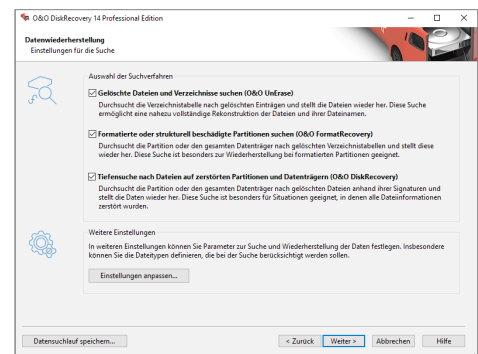 O&O DiskRecovery 14 Professional Edition
Datenwiederherstellung
Einstellungen für die Suche
Auswahl der Suchverfahren
Gelöschte Dateien und Verzeichnisse suchen (O&O UnErase)
Durchsucht die Verzeichnistabelle nach gelöschten Einträgen und stellt die Dateien wieder her. Diese Suche
ermöglicht eine nahezu vollständige Rekonstruktion der Dateien und ihrer Dateinamen.
Formatierte oder strukturell beschädigte Partitionen suchen (O&O FormatRecovery)
Durchsucht die Partition oder den gesamten Datenträger nach gelöschten Verzeichnistabellen und stellt diese
wieder her. Diese Suche ist besonders zur Wiederherstellung bei formatierten Partitionen geeignet.
Tiefensuche nach Dateien auf zerstörten Partitionen und Datenträgern (O&O DiskRecovery)
Durchsucht die Partition oder den gesamten Datenträger nach gelöschten Dateien anhand ihrer Signaturen und
stellt die Daten wieder her. Diese Suche ist besonders für Situationen geeignet, in denen alle Dateiinformationen
zerstört wurden.
Weitere Einstellungen
In weiteren Einstellungen können Sie Parameter zur Suche und Wiederherstellung der Daten festlegen. Insbesondere
können Sie die Dateitypen definieren, die bei der Suche berücksichtigt werden sollen.
Einstellungen anpassen...
Datensuchlauf speichern...
< Zurück
Weiter >
Abbrechen
Hilfe